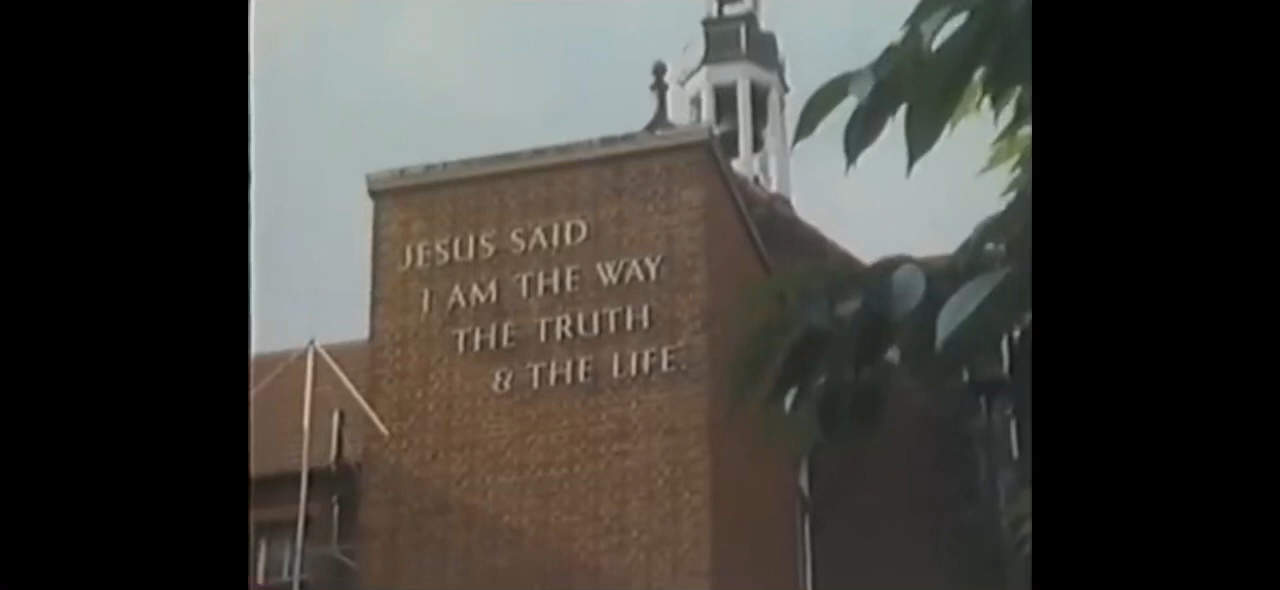 JESUS SAID
I AM THE WAY
THE TRUTH
& THE LIFE.